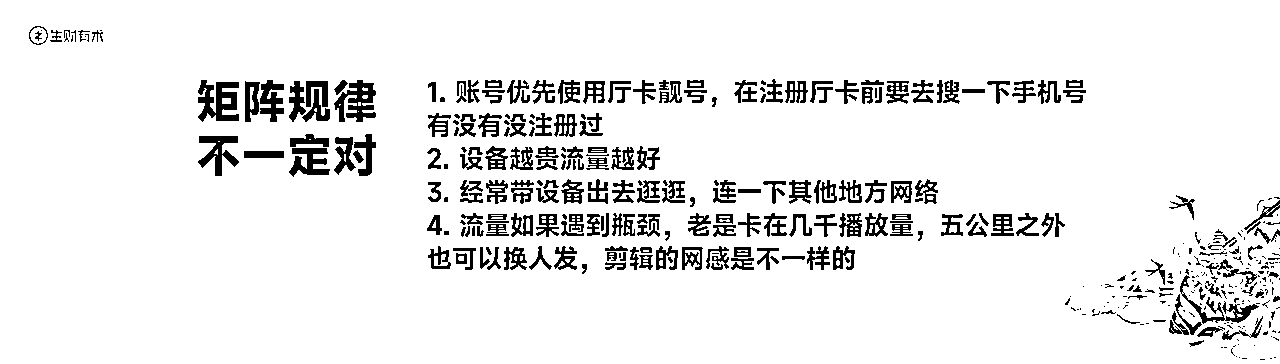 生财有术
矩阵规律
不一定对
1. 账号优先使用厅卡靓号，在注册厅卡前要去搜一下手机号
有没有没注册过
2. 设备越贵流量越好
3. 经常带设备出去逛逛，连一下其他地方网络
4. 流量如果遇到瓶颈，老是卡在几千播放量，五公里之外
也可以换人发，剪辑的网感是不一样的